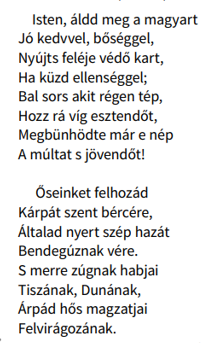 Isten, áldd meg a magyart
Jó kedvvel, bőséggel,
Nyújts feléje védő kart,
Ha küzd ellenséggel;
Bal sors akit régen tép,
Hozz rá víg esztendőt,
Megbünhödte már e nép
A múltat s jövendőt!

Őseinket felhozád
Kárpát szent bércére,
Általad nyert szép hazát
Bendegúznak vére.
S merre zúgnak habjai
Tiszának, Dunának,
Árpád hős magzatjai
Felvirágozának.